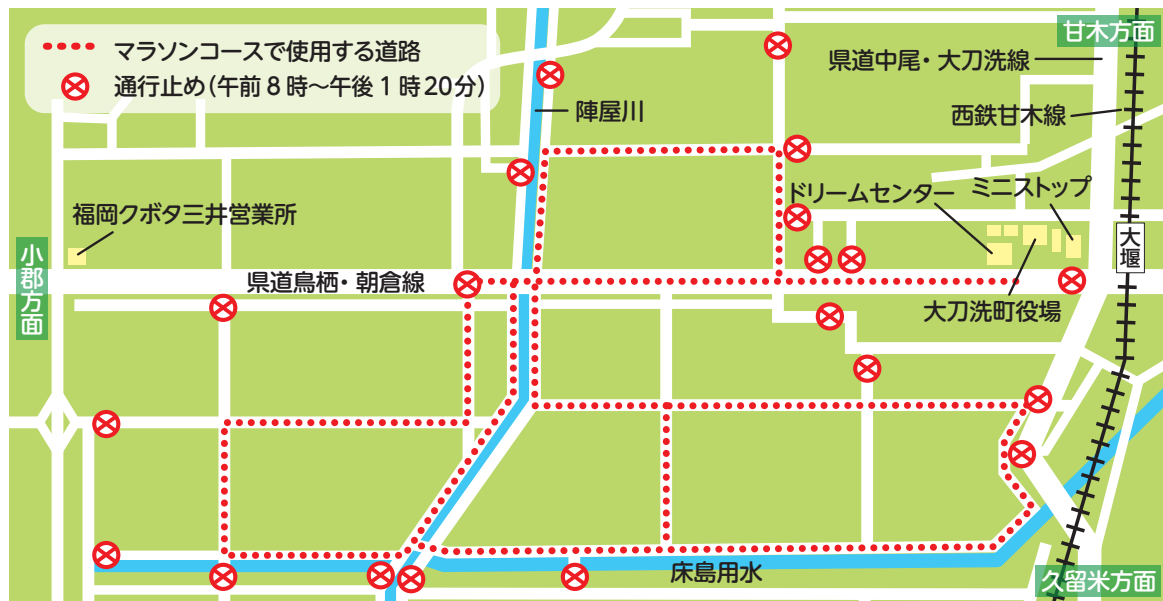 マラソンコースで使用する道路
通行止め(午前8時～午後1時20分)
甘木方面
県道中尾・大刀洗線
陣屋川
西鉄甘木線
ドリームセンター
ミニストップ
福岡クボタ三井営業所
大堰
小郡方面
県道鳥栖・朝倉線
大刀洗町役場
床島用水
久留米方面